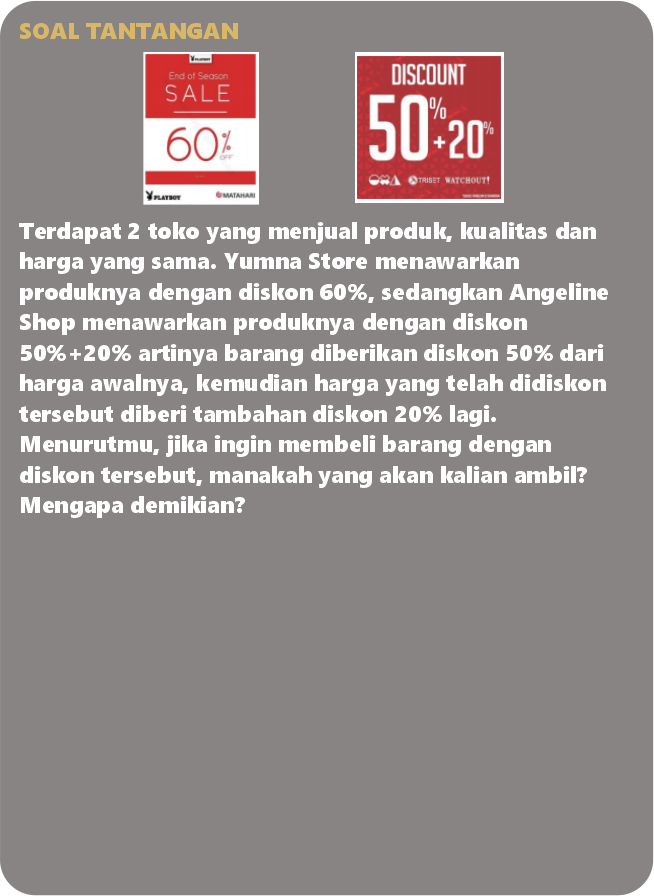 SOAL TANTANGAN
PLAYBOY
End of Season
SALE
60%
OFF
PLAYBOY
MATAHARI
DISCOUNT
50%+20%
TRISET WATCHOUT!
Terdapat 2 toko yang menjual produk, kualitas dan
harga yang sama. Yumna Store menawarkan
produknya dengan diskon 60%, sedangkan Angeline
Shop menawarkan produknya dengan diskon
50%+20% artinya barang diberikan diskon 50% dari
harga awalnya, kemudian harga yang telah didiskon
tersebut diberi tambahan diskon 20% lagi.
Menurutmu, jika ingin membeli barang dengan
diskon tersebut, manakah yang akan kalian ambil?
Mengapa demikian?